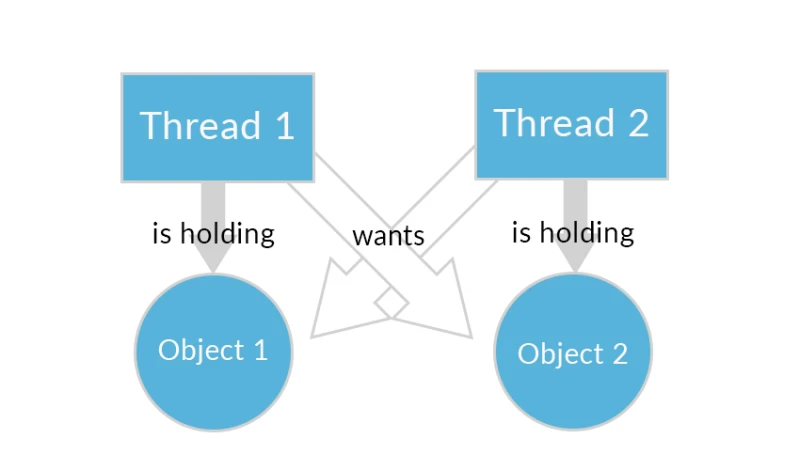 Thread 1
Thread 2
is holding
wants
is holding
Object 1
Object 2